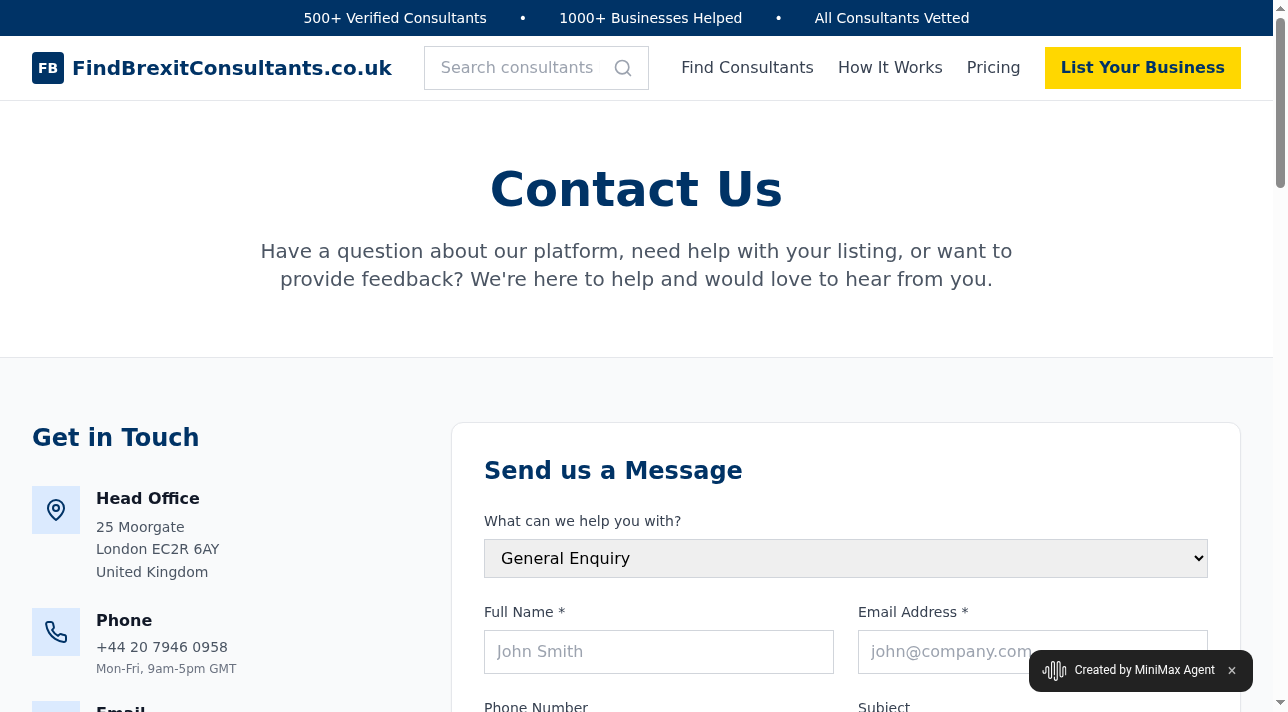 500+ Verified Consultants • 1000+ Businesses Helped • All Consultants Vetted
FB FindBrexitConsultants.co.uk Search consultants Find Consultants How It Works Pricing List Your Business
Contact Us
Have a question about our platform, need help with your listing, or want to
provide feedback? We're here to help and would love to hear from you.
Get in Touch
Head Office
25 Moorgate
London EC2R 6AY
United Kingdom
Phone
+44 20 7946 0958
Mon-Fri, 9am-5pm GMT
Email
Send us a Message
What can we help you with?
General Enquiry
Full Name * Email Address *
John Smith john@company.com
Phone Number Subject
Created by MiniMax Agent ×